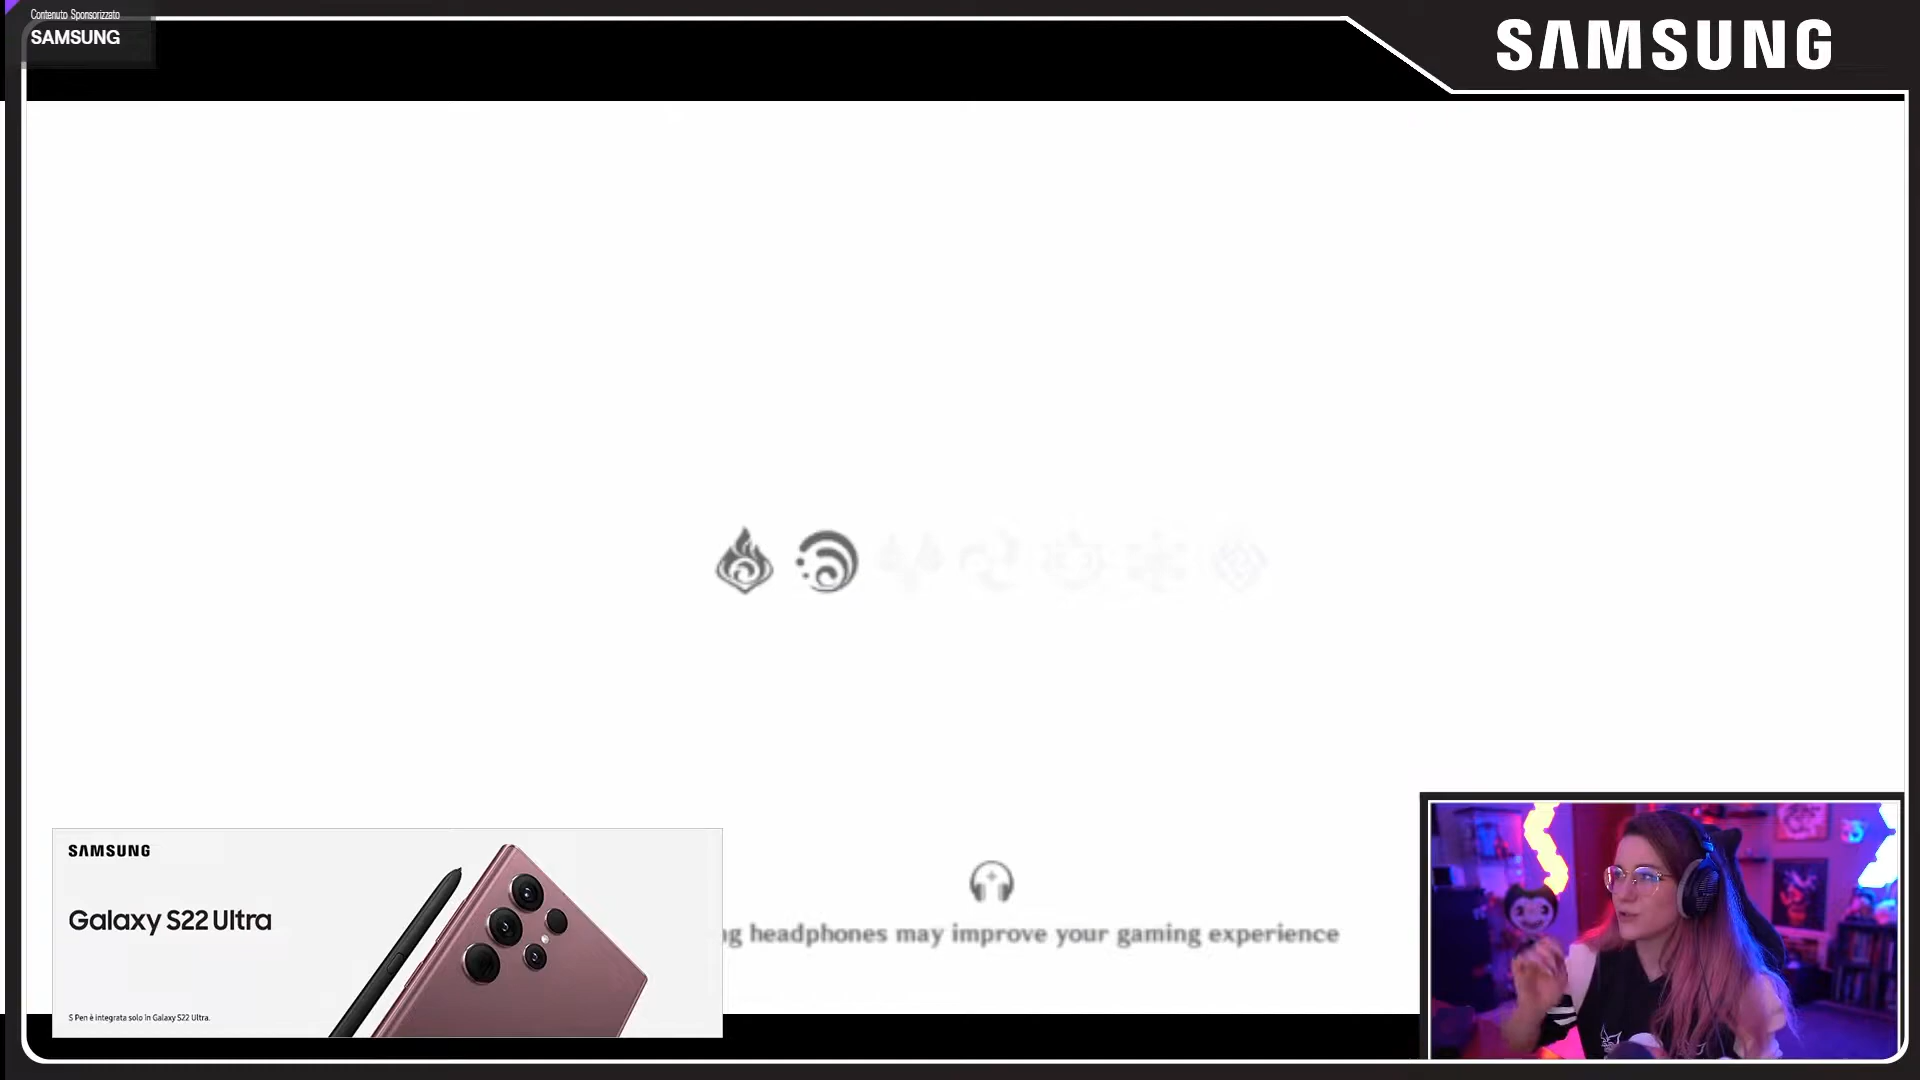 Contenuto Sponsorizzato
SAMSUNG
SAMSUNG
SAMSUNG
Galaxy S22 Ultra
S Pen è integrata solo in Galaxy S22 Ultra.
ng headphones may improve your gaming experience